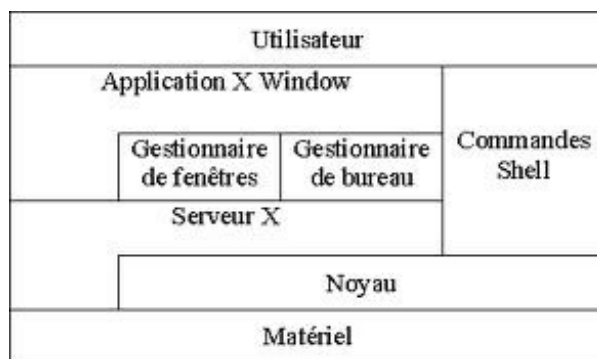 Utilisateur
Application X Window
Gestionnaire
de fenêtres
Gestionnaire
de bureau
Commandes
Shell
Serveur X
Noyau
Matériel